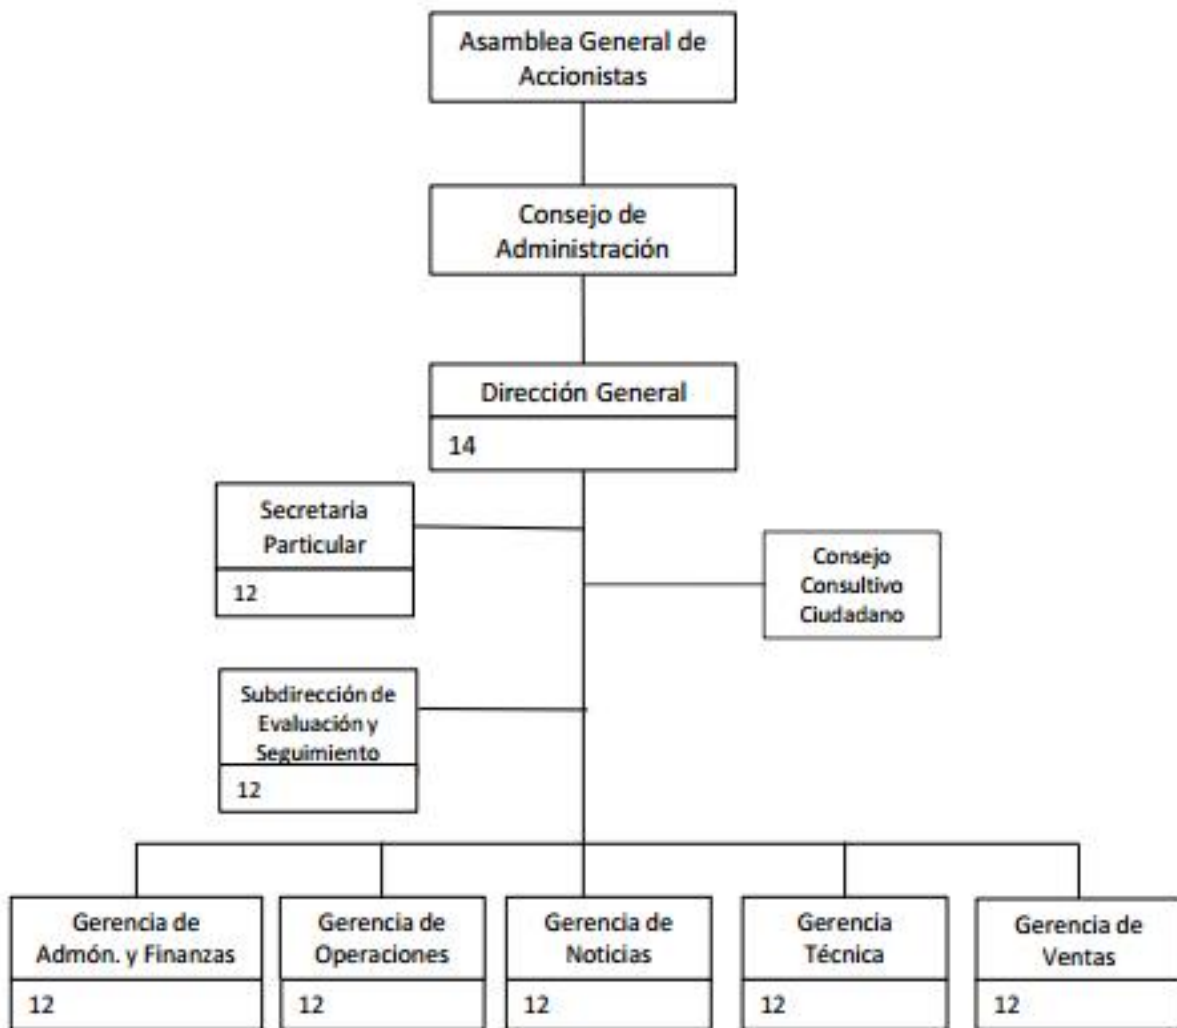 Asamblea General de
Accionistas
Consejo de
Administración
Dirección General
14
Secretaria
Particular
12
Consejo
Consultivo
Ciudadano
Subdirección de
Evaluación y
Seguimiento
12
Gerencia de
Admón. y Finanzas
12
Gerencia de
Operaciones
12
Gerencia de
Noticias
12
Gerencia
Técnica
12
Gerencia de
Ventas
12